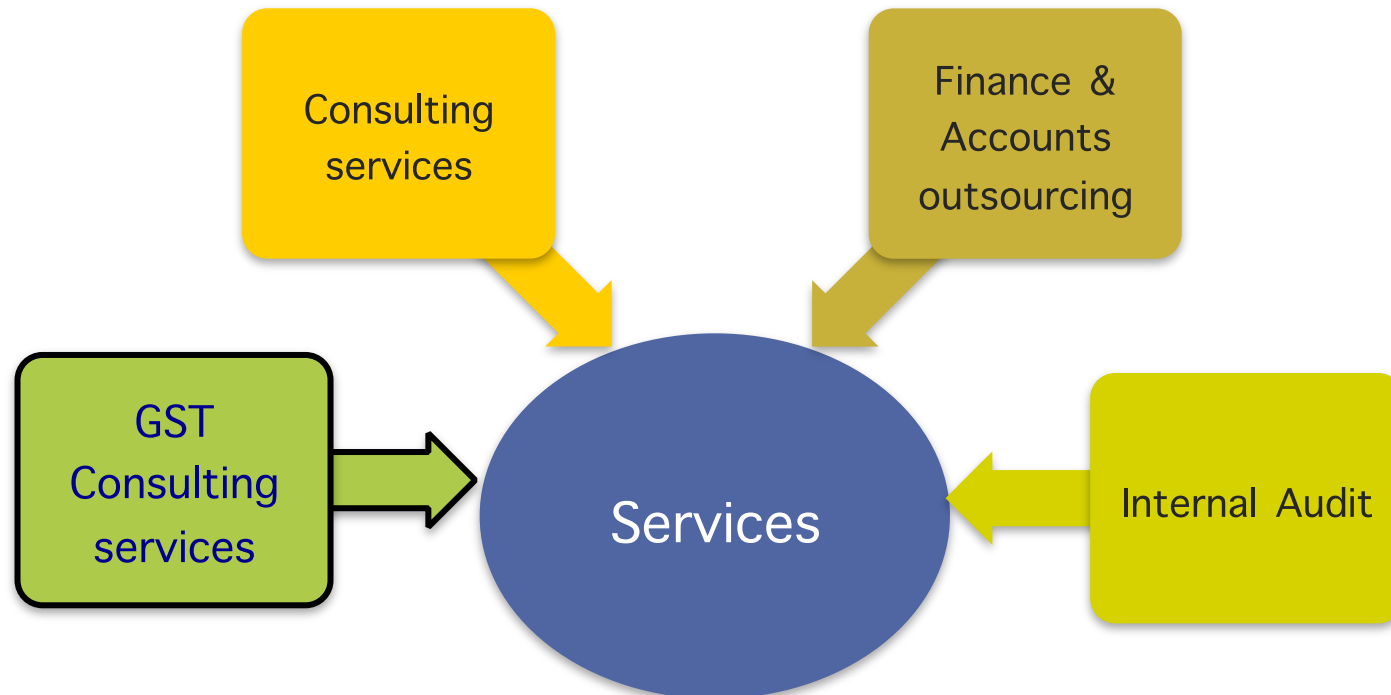 Consulting
services
Finance &
Accounts
outsourcing
GST
Consulting
services
Services
Internal Audit